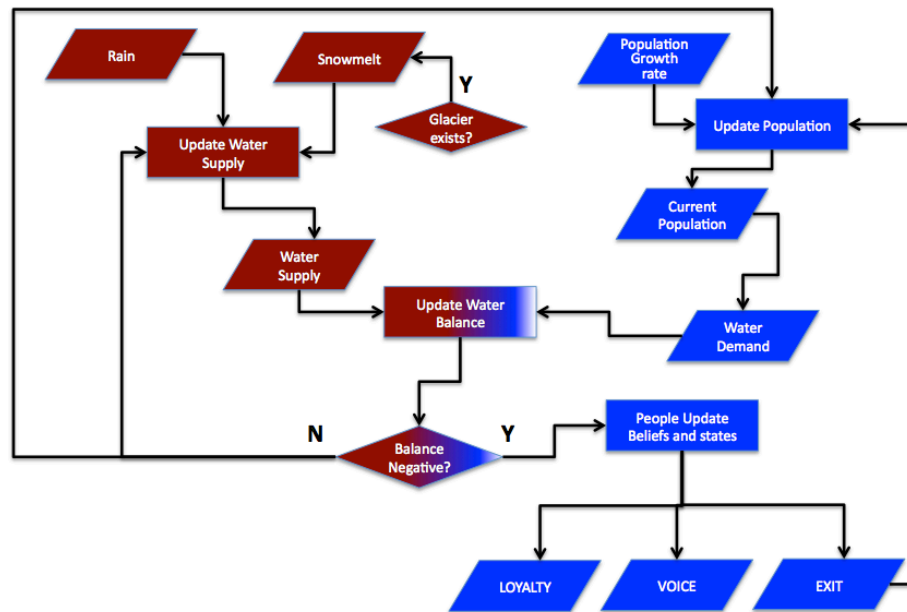 Rain
Snowmelt
Population
Growth
rate
Y
Glacier
exists?
Update Water
Supply
Update Population
Current
Population
Water
Supply
Update Water
Balance
Water
Demand
N
Y
Balance
Negative?
People Update
Beliefs and states
LOYALTY
VOICE
EXIT